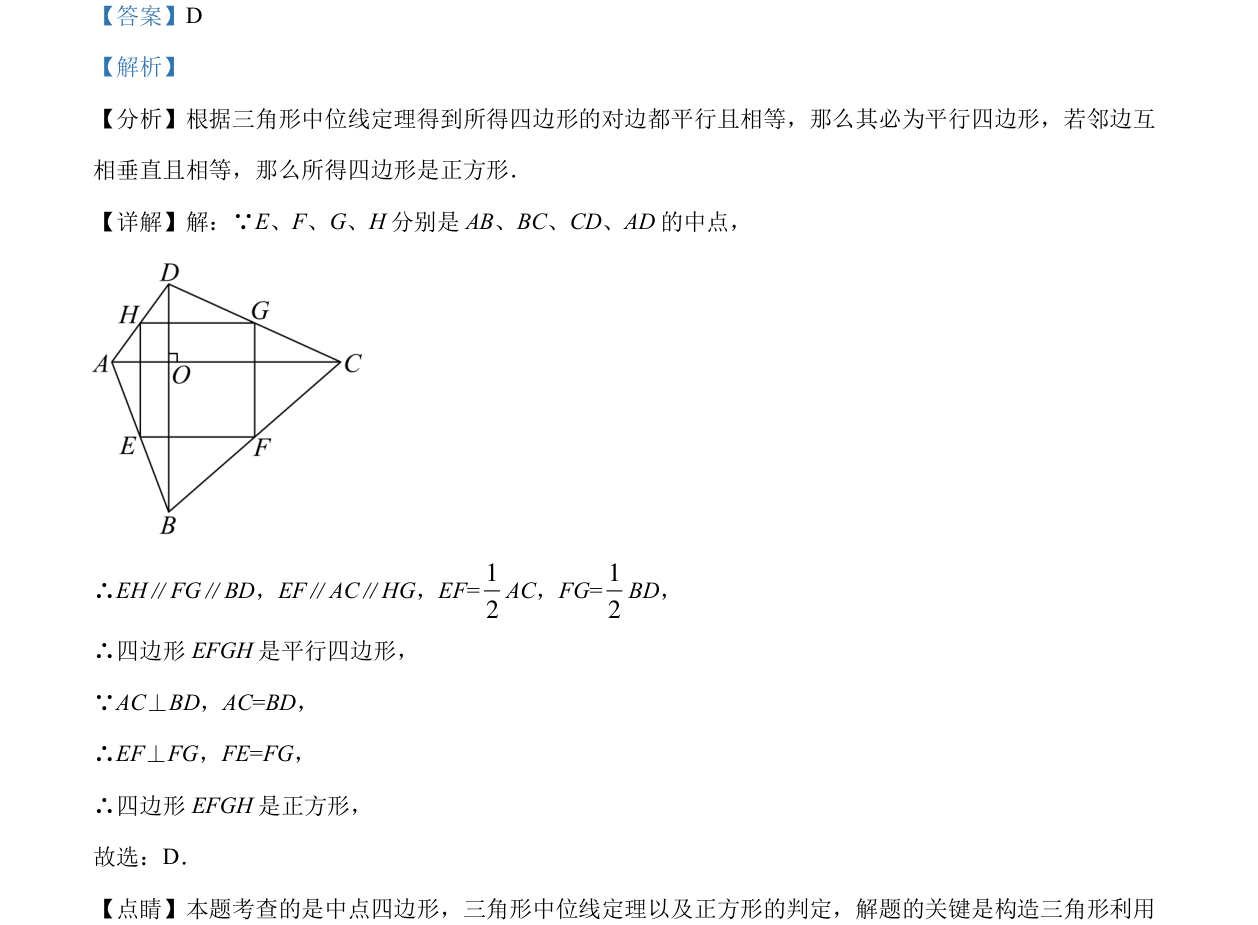 【答案】D
【解析】
【分析】根据三角形中位线定理得到所得四边形的对边都平行且相等，那么其必为平行四边形，若邻边互
相垂直且相等，那么所得四边形是正方形．
【详解】解：∵E、F、G、H 分别是 AB、BC、CD、AD 的中点，
D
H
G
A
O
C
E
F
B
∴EH∥FG∥BD，EF∥AC∥HG，EF=1/2 AC，FG=1/2 BD，
∴四边形 EFGH 是平行四边形，
∵AC⊥BD，AC=BD，
∴EF⊥FG，FE=FG，
∴四边形 EFGH 是正方形，
故选：D．
【点睛】本题考查的是中点四边形，三角形中位线定理以及正方形的判定，解题的关键是构造三角形利用